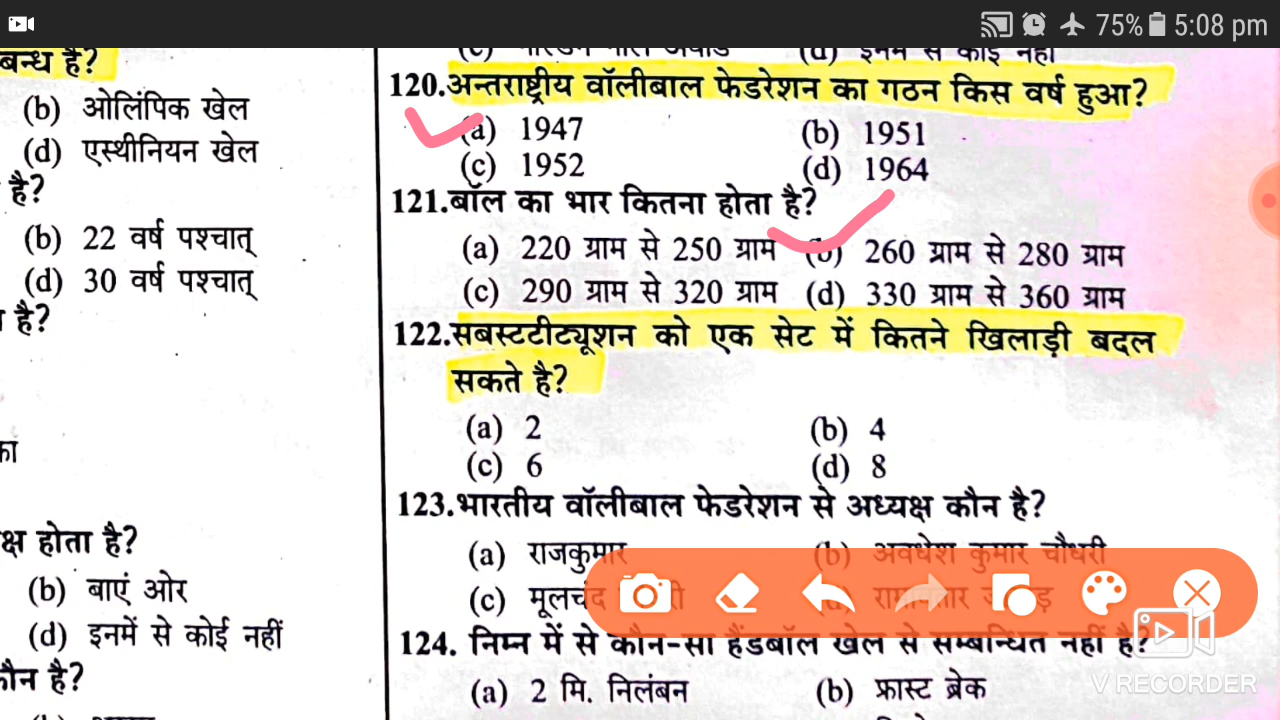 75% 5:08 pm
बन्ध है?
(b) ओलिंपिक खेल
(d) एस्थीनियन खेल
है?
(b) 22 वर्ष पश्चात्
(d) 30 वर्ष पश्चात्
है?
का
क्ष होता है?
(b) बाएं ओर
(d) इनमें से कोई नहीं
कौन है?
(d) इनमें से कोई नहीं
120.अन्तराष्ट्रीय वॉलीबाल फेडरेशन का गठन किस वर्ष हुआ?
(a) 1947 (b) 1951
(c) 1952 (d) 1964
121.बॉल का भार कितना होता है?
(a) 220 ग्राम से 250 ग्राम (b) 260 ग्राम से 280 ग्राम
(c) 290 ग्राम से 320 ग्राम (d) 330 ग्राम से 360 ग्राम
122.सबस्टटीट्यूशन को एक सेट में कितने खिलाड़ी बदल
सकते है?
(a) 2 (b) 4
(c) 6 (d) 8
123.भारतीय वॉलीबाल फेडरेशन से अध्यक्ष कौन है?
(a) राजकुमार (b) अवधेश कुमार चौधरी
(c) मूलचंद
124. निम्न में से कौन-सा हैंडबॉल खेल से सम्बन्धित नहीं है?
(a) 2 मि. निलंबन (b) फ्रास्ट ब्रेक
V RECORDER